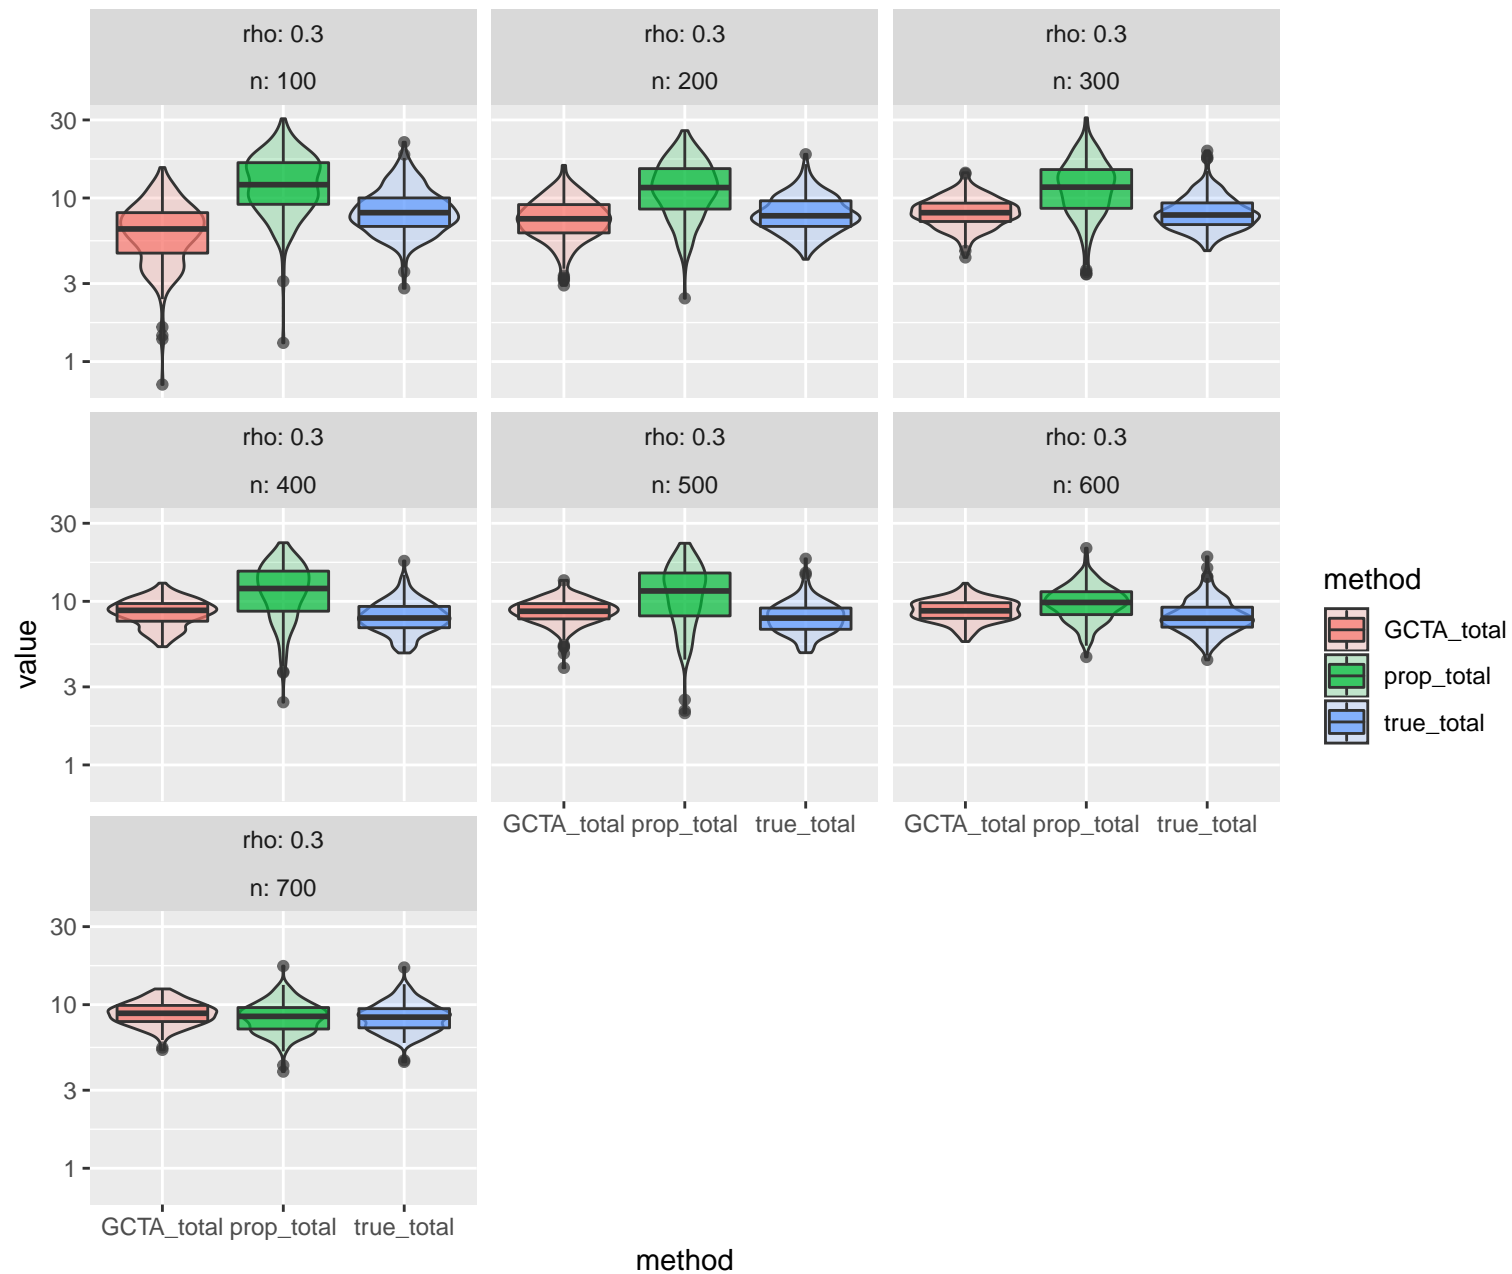 rho: 0.3 rho: 0.3 rho: 0.3
n: 100 n: 200 n: 300
30
10
3
1
rho: 0.3 rho: 0.3 rho: 0.3
n: 400 n: 500 n: 600
30
10
3
1
GCTA_total prop_total true_total GCTA_total prop_total true_total
rho: 0.3
n: 700
30
10
3
1
GCTA_total prop_total true_total
method
value
method
GCTA_total
prop_total
true_total